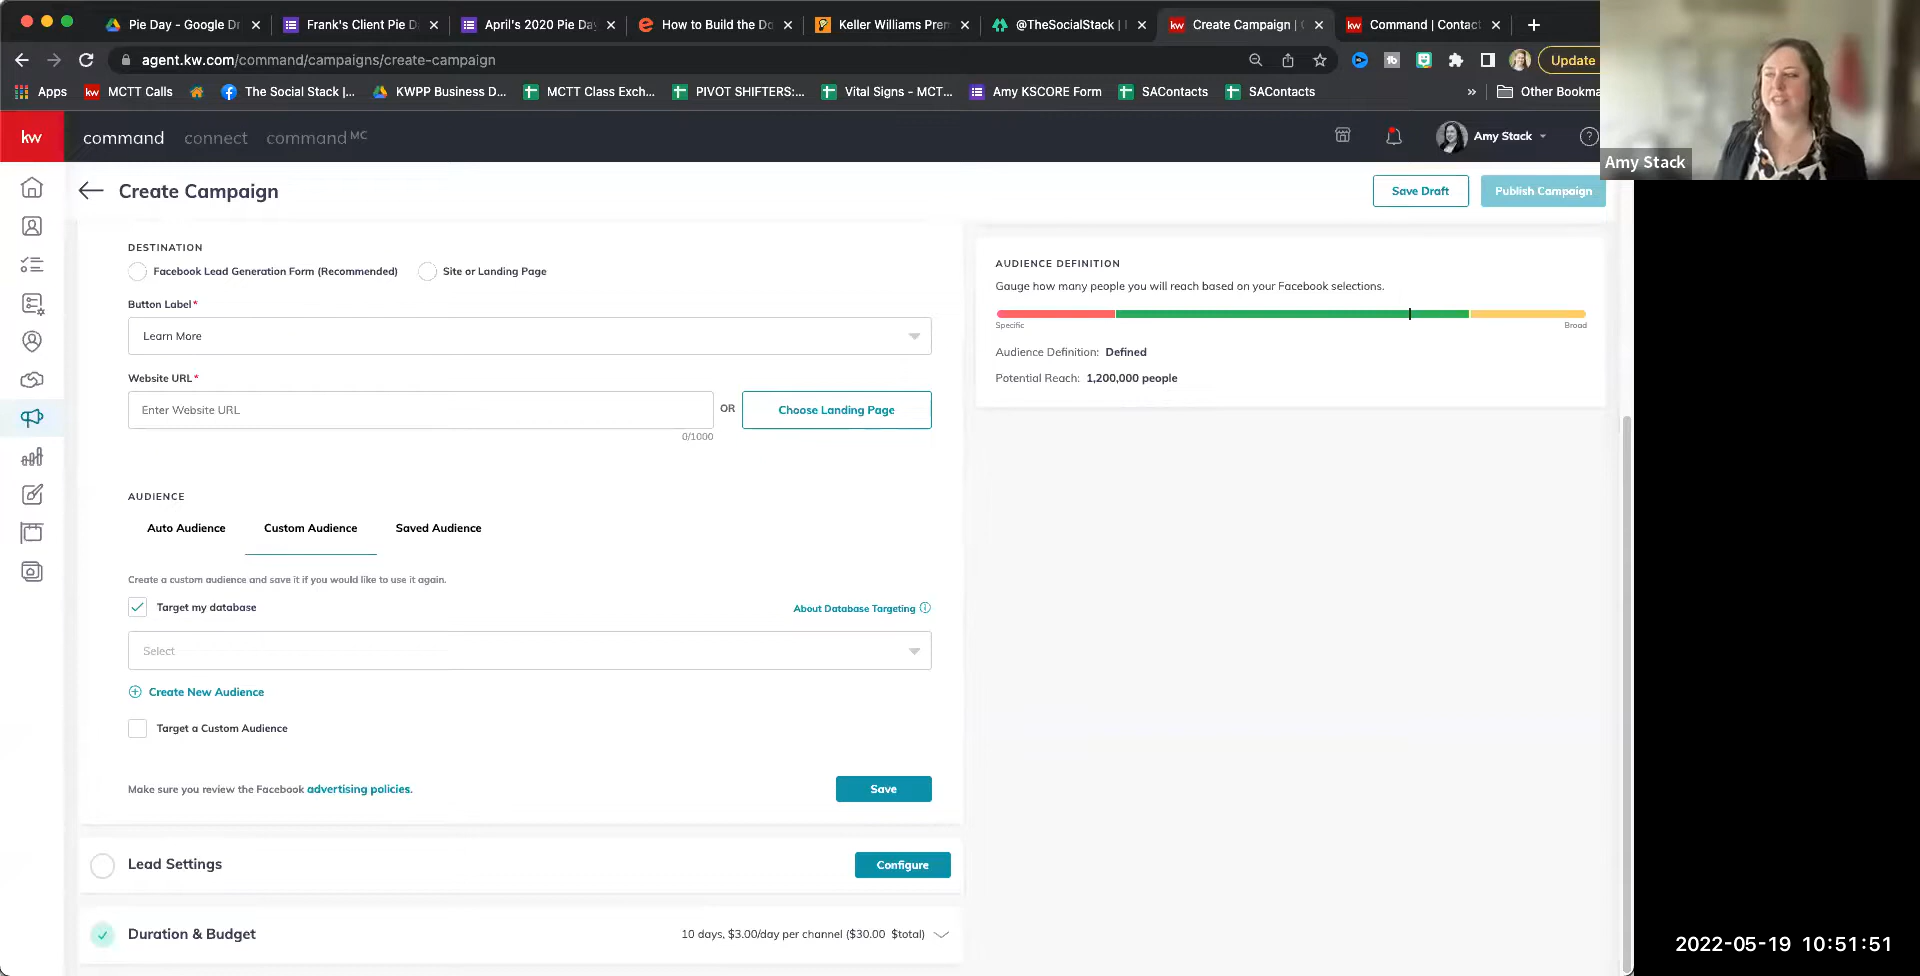 Pie Day - Google Dr
Frank's Client Pie D
April's 2020 Pie Day
How to Build the Do
Keller Williams Prem
@TheSocialStack |
Create Campaign |
Command | Contac
agent.kw.com/command/campaigns/create-campaign
Update
Apps
kw MCTT Calls
The Social Stack |...
KWPP Business D...
MCTT Class Exch...
PIVOT SHIFTERS:...
Vital Signs - MCT...
Amy KSCORE Form
SAContacts
SAContacts
»
Other Bookma
kw
command
connect
command MC
Amy Stack
Amy Stack
Create Campaign
Save Draft
Publish Campaign
DESTINATION
Facebook Lead Generation Form (Recommended)
Site or Landing Page
Button Label*
Learn More
Website URL*
Enter Website URL
OR
Choose Landing Page
0/1000
AUDIENCE DEFINITION
Gauge how many people you will reach based on your Facebook selections.
Specific
Broad
Audience Definition: Defined
Potential Reach: 1,200,000 people
AUDIENCE
Auto Audience
Custom Audience
Saved Audience
Create a custom audience and save it if you would like to use it again.
Target my database
About Database Targeting
Select
Create New Audience
Target a Custom Audience
Make sure you review the Facebook advertising policies.
Save
Lead Settings
Configure
Duration & Budget
10 days, $3.00/day per channel ($30.00 $total)
2022-05-19 10:51:51